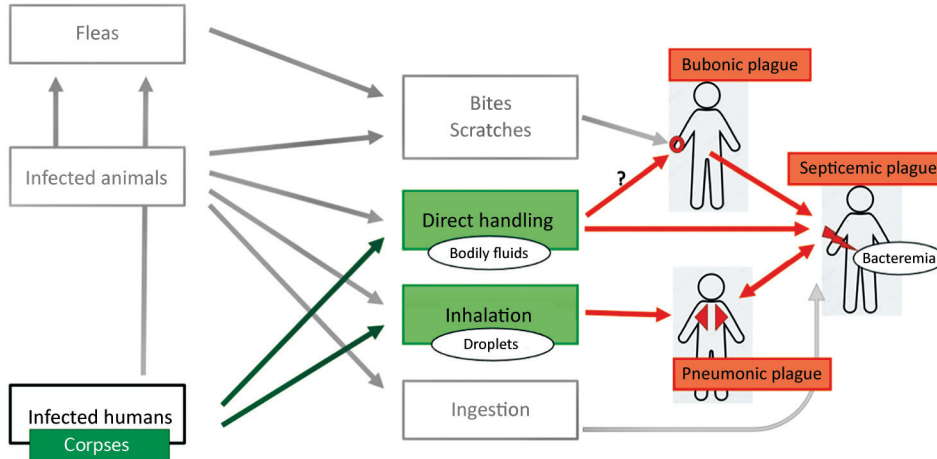 Fleas
Infected animals
Infected humans
Corpses
Bites
Scratches
Direct handling
Bodily fluids
Inhalation
Droplets
Ingestion
?
Bubonic plague
Septicemic plague
Bacteremia
Pneumonic plague